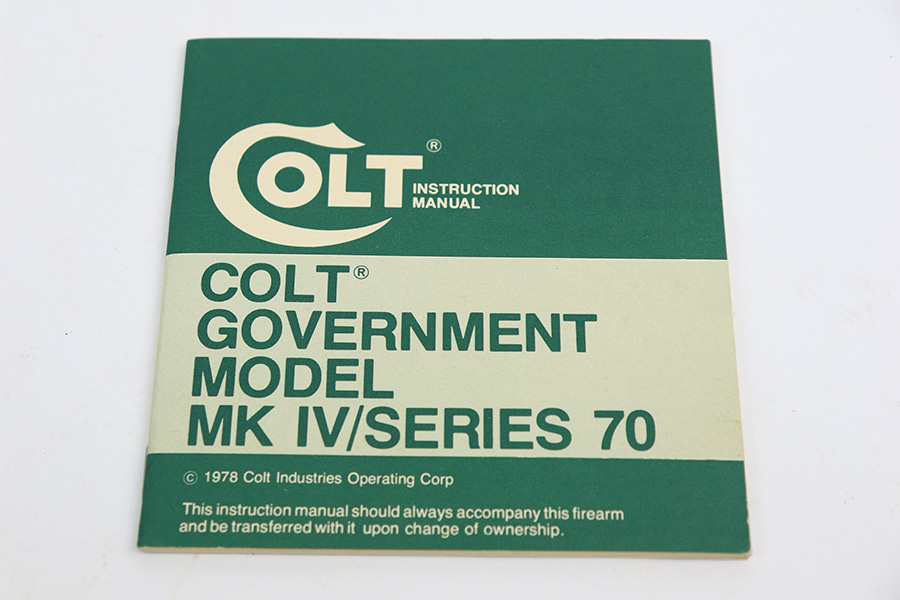 COLT®
INSTRUCTION
MANUAL
COLT®
GOVERNMENT
MODEL
MK IV/SERIES 70
© 1978 Colt Industries Operating Corp
This instruction manual should always accompany this firearm
and be transferred with it upon change of ownership.